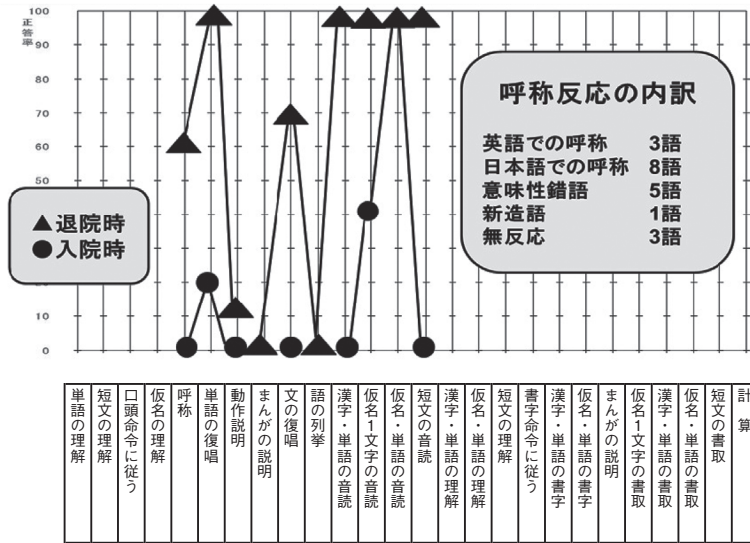 100
正答率
90
80
70
60
50
10
0
▲退院時
●入院時
呼称反応の内訳
英語での呼称 3語
日本語での呼称 8語
意味性錯語 5語
新造語 1語
無反応 3語
単語の理解
短文の理解
口頭命令に従う
仮名の理解
呼称
単語の復唱
動作説明
まんがの説明
文の復唱
語の列挙
漢字・単語の音読
仮名1文字の音読
仮名・単語の音読
短文の音読
漢字・単語の理解
仮名・単語の理解
短文の理解
書字命令に従う
漢字・単語の書字
仮名・単語の書字
まんがの説明
仮名1文字の書取
漢字・単語の書取
仮名・単語の書取
短文の書取
計算